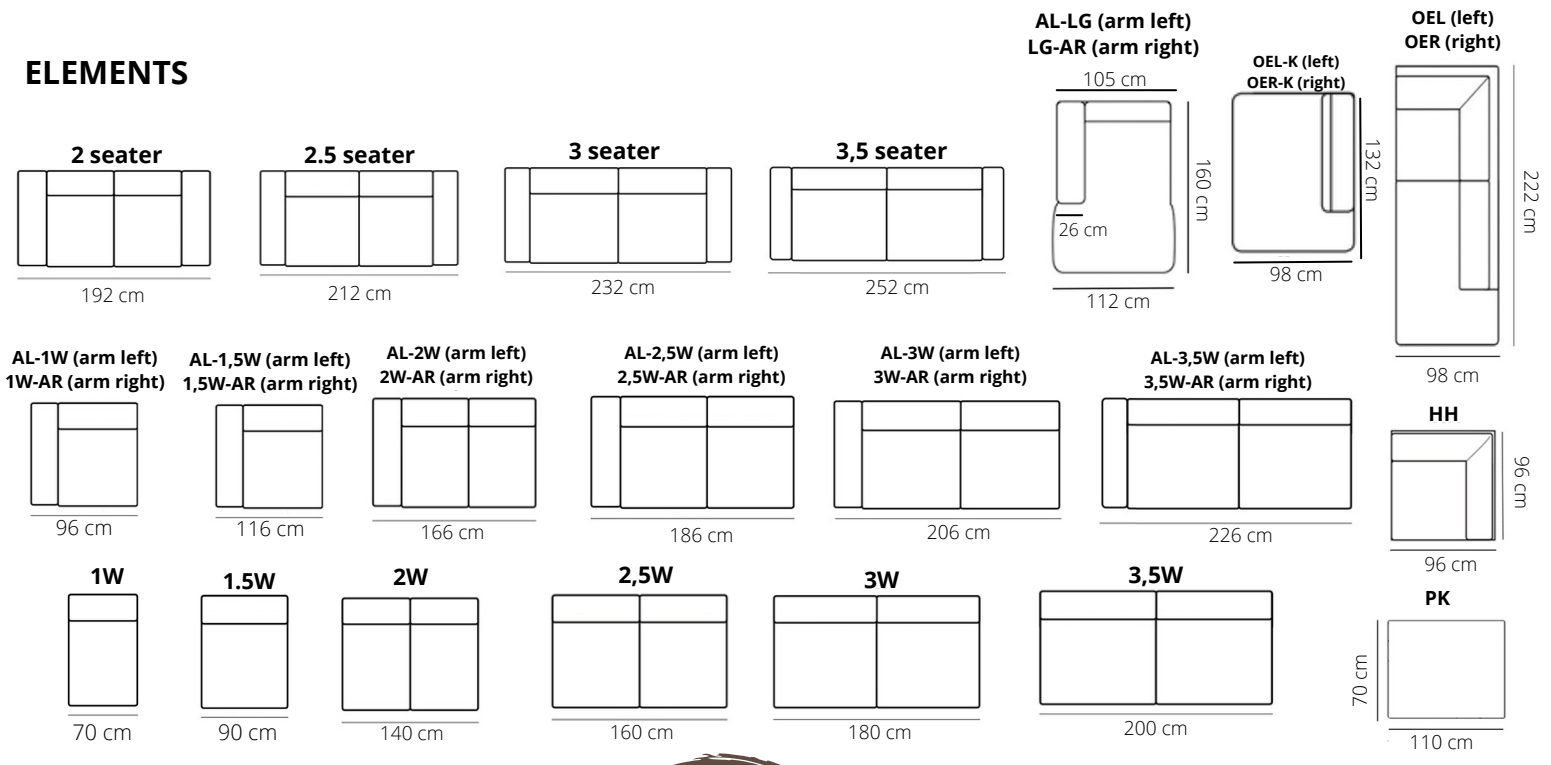 ELEMENTS
AL-LG (arm left)
LG-AR (arm right)
105 cm
160 cm
26 cm
112 cm
OEL-K (left)
OER-K (right)
132 cm
98 cm
OEL (left)
OER (right)
222 cm
98 cm
2 seater
192 cm
2.5 seater
212 cm
3 seater
232 cm
3,5 seater
252 cm
AL-1W (arm left)
1W-AR (arm right)
96 cm
AL-1,5W (arm left)
1,5W-AR (arm right)
116 cm
AL-2W (arm left)
2W-AR (arm right)
166 cm
AL-2,5W (arm left)
2,5W-AR (arm right)
186 cm
AL-3W (arm left)
3W-AR (arm right)
206 cm
AL-3,5W (arm left)
3,5W-AR (arm right)
226 cm
HH
96 cm
96 cm
1W
70 cm
1.5W
90 cm
2W
140 cm
2,5W
160 cm
3W
180 cm
3,5W
200 cm
PK
70 cm
110 cm